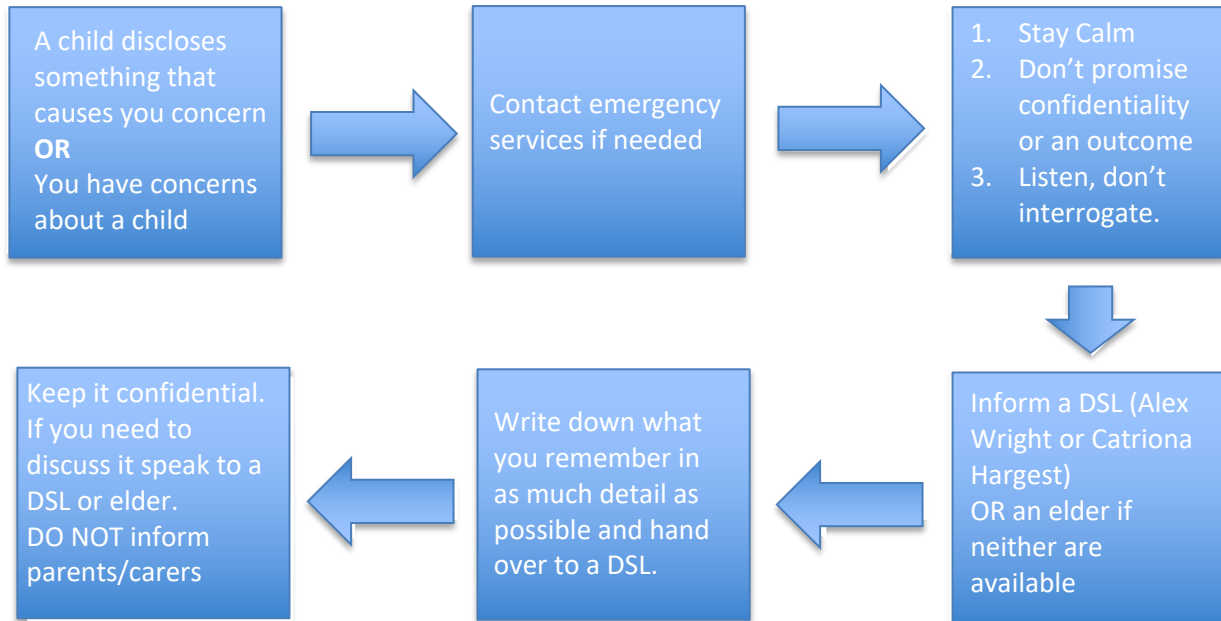 A child discloses
something that
causes you concern
OR
You have concerns
about a child
Contact emergency
services if needed
1. Stay Calm
2. Don’t promise
confidentiality
or an outcome
3. Listen, don’t
interrogate.
Inform a DSL (Alex
Wright or Catriona
Hargest)
OR an elder if
neither are
available
Write down what
you remember in
as much detail as
possible and hand
over to a DSL.
Keep it confidential.
If you need to
discuss it speak to a
DSL or elder.
DO NOT inform
parents/carers